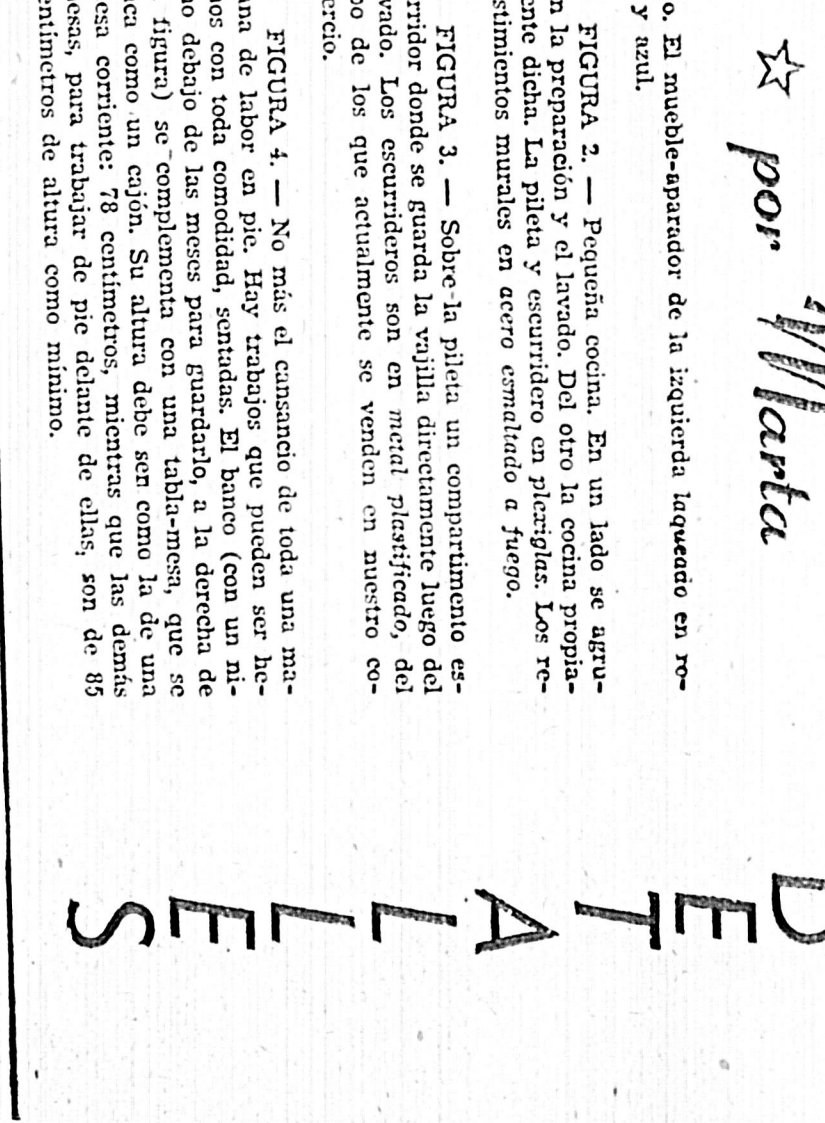 ☆ por Marta
o. El mueble-aparador de la izquierda laqueado en ro-
y azul.
FIGURA 2. — Pequeña cocina. En un lado se agru-
n la preparación y el lavado. Del otro la cocina propia-
ente dicha. La pileta y escurridero en plexiglas. Los re-
stimientos murales en acero esmaltado a fuego.
FIGURA 3. — Sobre la pileta un compartimento es-
rridor donde se guarda la vajilla directamente luego del
vado. Los escurrideros son en metal plastificado, del
po de los que actualmente se venden en nuestro co-
ercio.
FIGURA 4. — No más el cansancio de toda una ma-
na de labor en pie. Hay trabajos que pueden ser he-
os con toda comodidad, sentadas. El banco (con un ni-
o debajo de las meses para guardarlo, a la derecha de
figura) se complementa con una tabla-mesa, que se
ca como un cajón. Su altura debe ser como la de una
esa corriente: 78 centímetros, mientras que las demás
esas, para trabajar de pie delante de ellas, son de 85
entímetros de altura como mínimo.
DETALLES